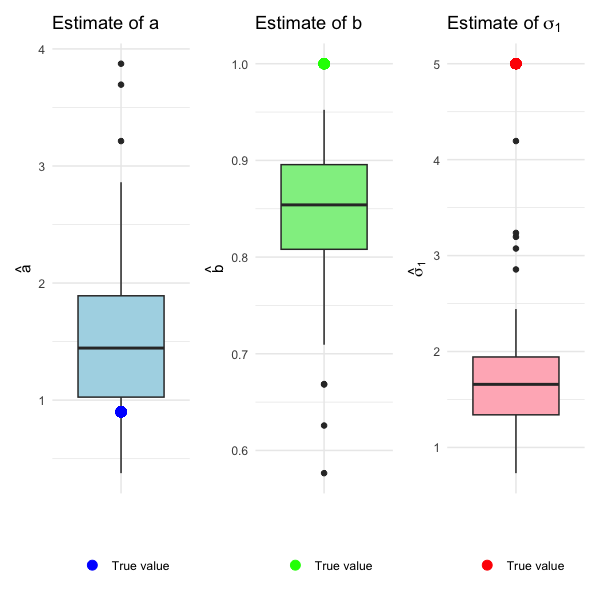 Estimate of a
Estimate of b
Estimate of σ₁
â
4
3
2
1
b̂
1.0
0.9
0.8
0.7
0.6
σ̂₁
5
4
3
2
1
True value
True value
True value